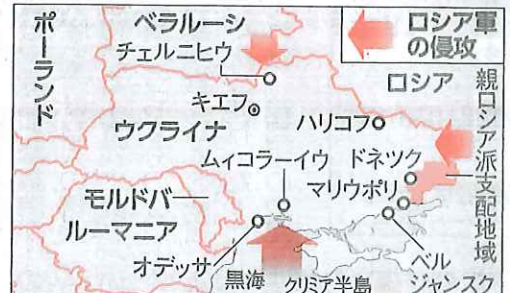 ポーランド
ベラルーシ
チェルニヒウ
キエフ
ウクライナ
ハリコフ
ロシア軍
の侵攻
ロシア
親ロシア派支配地域
ムィコラーイウ
ドネツク
マリウポリ
モルドバ
ルーマニア
オデッサ
黒海
クリミア半島
ベル
ジャンスク